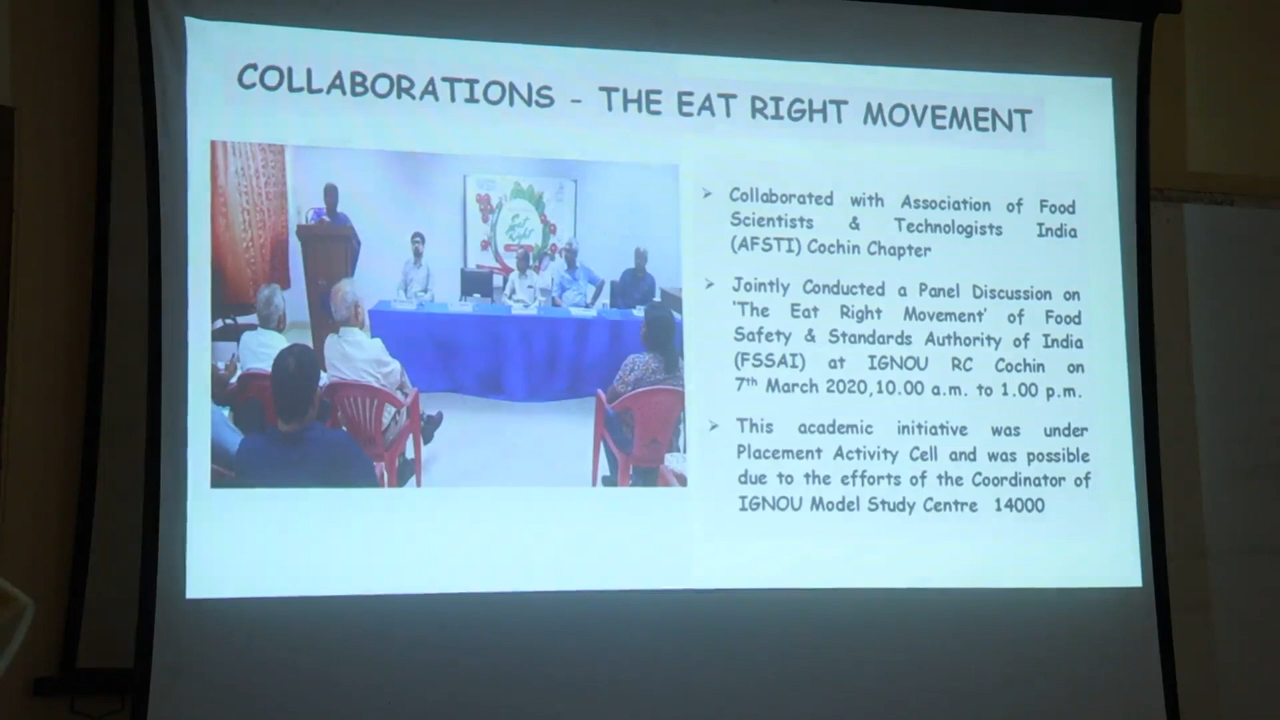 COLLABORATIONS - THE EAT RIGHT MOVEMENT
➢ Collaborated with Association of Food
Scientists & Technologists India
(AFSTI) Cochin Chapter
➢ Jointly Conducted a Panel Discussion on
'The Eat Right Movement' of Food
Safety & Standards Authority of India
(FSSAI) at IGNOU RC Cochin on
7th March 2020,10.00 a.m. to 1.00 p.m.
➢ This academic initiative was under
Placement Activity Cell and was possible
due to the efforts of the Coordinator of
IGNOU Model Study Centre 14000
Eat
Right